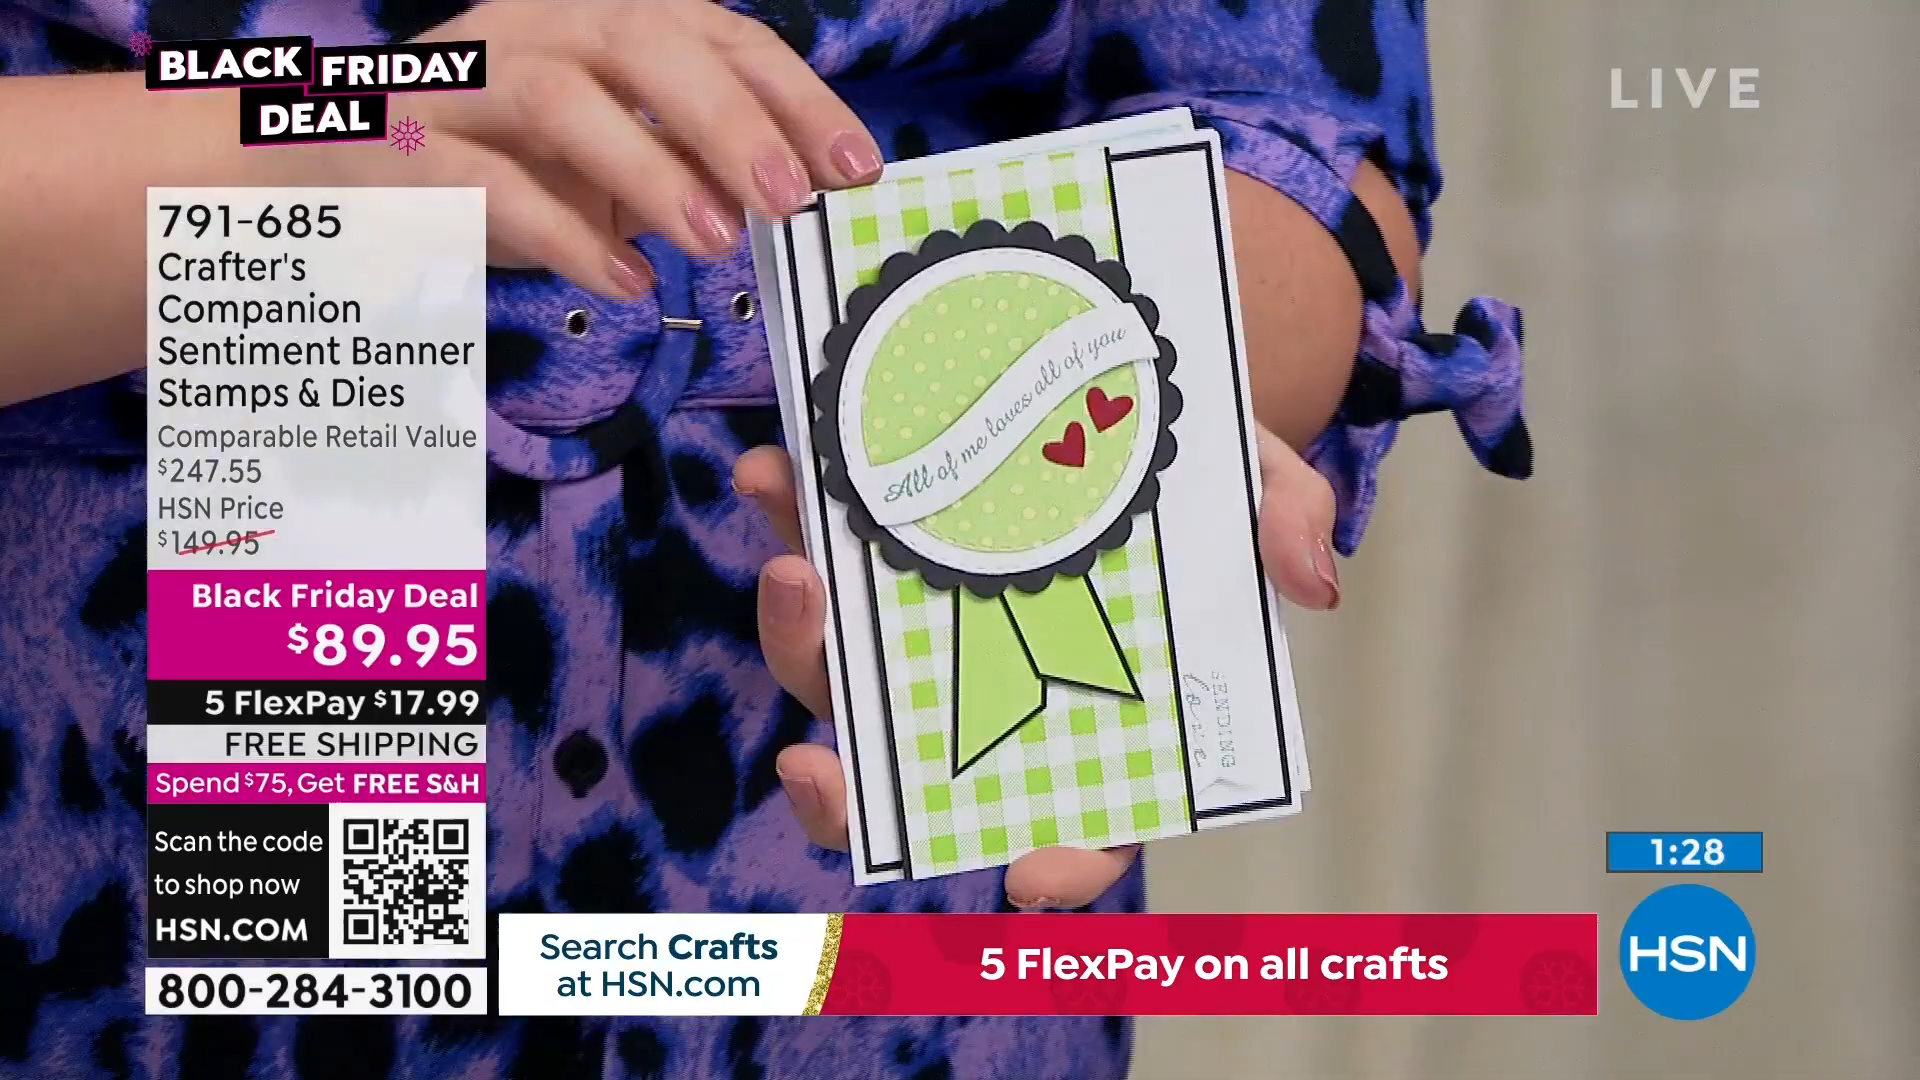 BLACK FRIDAY
DEAL
LIVE
791-685
Crafter's
Companion
Sentiment Banner
Stamps & Dies
Comparable Retail Value
$247.55
HSN Price
$149.95
Black Friday Deal
$89.95
5 FlexPay $17.99
FREE SHIPPING
Spend $75, Get FREE S&H
Scan the code
to shop now
HSN.COM
800-284-3100
All of me loves all of you
SENDING
Love
Search Crafts
at HSN.com
5 FlexPay on all crafts
1:28
HSN